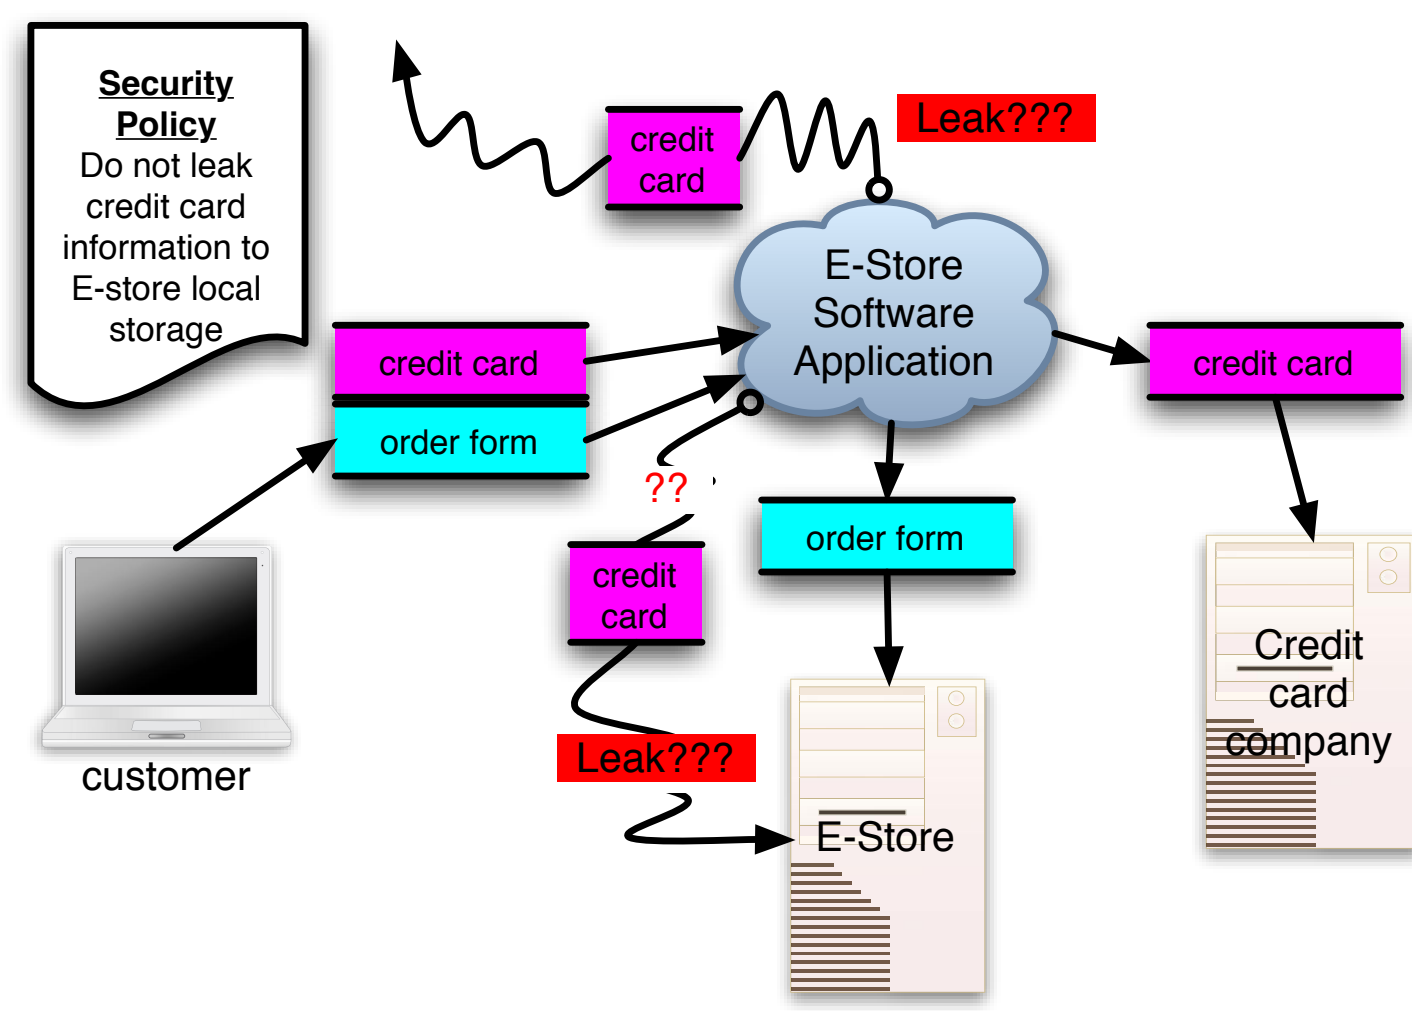 Security
Policy
Do not leak
credit card
information to
E-store local
storage
credit
card
Leak???
E-Store
Software
Application
credit card
order form
credit card
??
order form
credit
card
Leak???
customer
E-Store
Credit
card
company